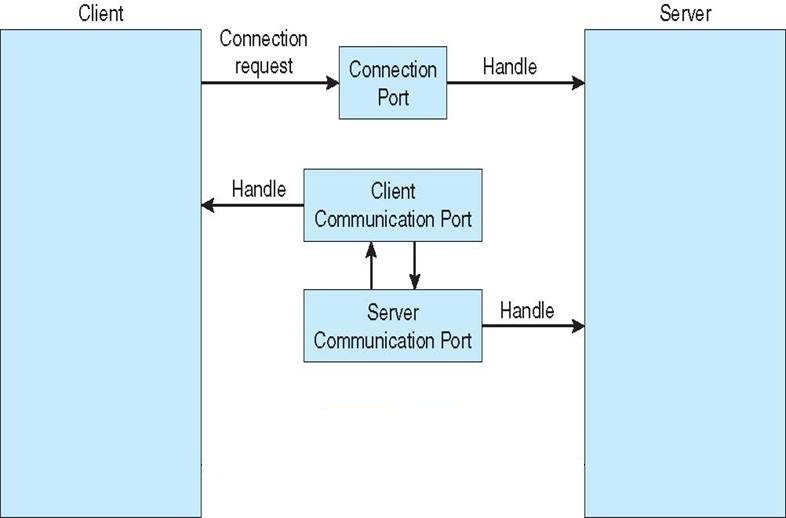 Client
Server
Connection
request
Connection
Port
Handle
Handle
Client
Communication Port
Server
Communication Port
Handle